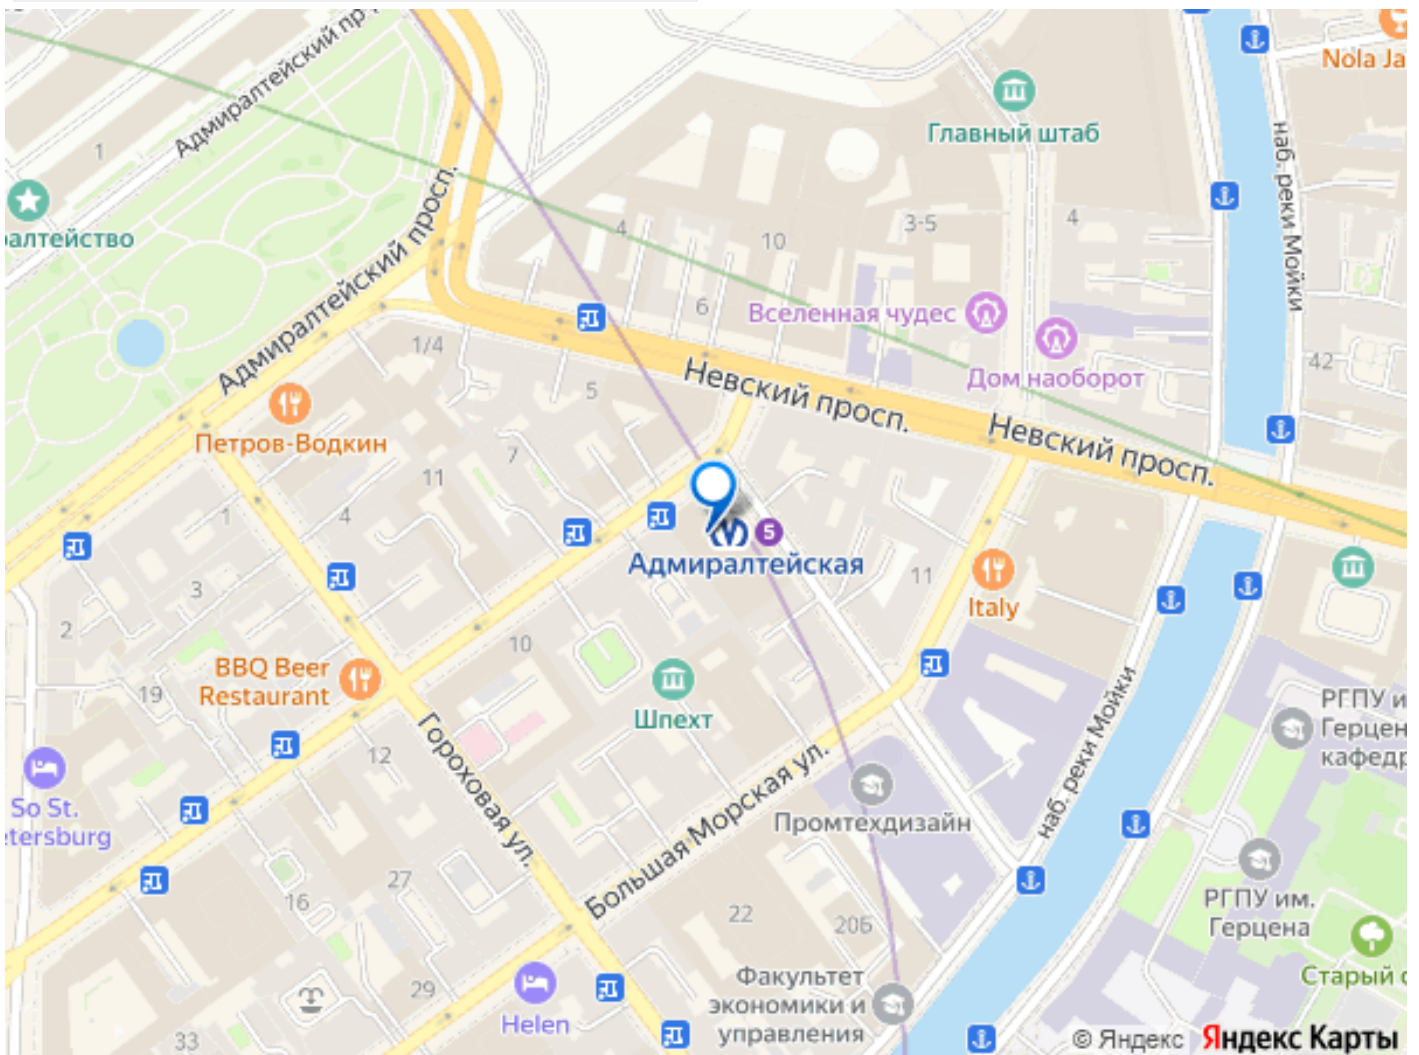 Адмиралтейский пр
Nola Ja
1
Главный штаб
наб. реки Мойки
алтейство
4
10
3-5
4
Адмиралтейский просп.
6
Вселенная чудес
1/4
42
Дом наоборот
5
Невский просп.
Невский просп.
Петров-Водкин
7
11
1
4
5
Адмиралтейская
3
11
Italy
2
10
BBQ Beer
Restaurant
19
Шпехт
РГПУ и
Герцен
кафедр
12
Гороховая ул.
Большая Морская ул.
наб. реки Мойки
So St.
tersburg
Промтехдизайн
27
16
22
20Б
РГПУ им.
Герцена
Старый с
29
Факультет
экономики и
управления
Helen
33
© Яндекс Яндекс Карты